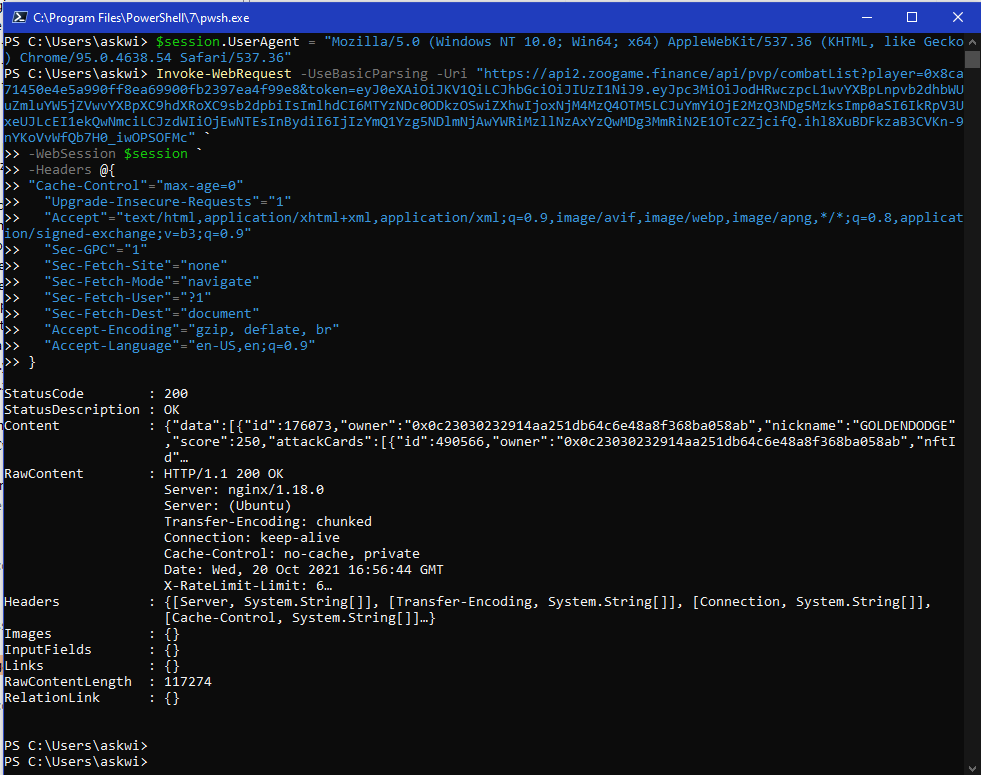 C:\Program Files\PowerShell\7\pwsh.exe
PS C:\Users\askwi> $session.UserAgent = "Mozilla/5.0 (Windows NT 10.0; Win64; x64) AppleWebKit/537.36 (KHTML, like Gecko
) Chrome/95.0.4638.54 Safari/537.36"
PS C:\Users\askwi> Invoke-WebRequest -UseBasicParsing -Uri "https://api2.zoogame.finance/api/pvp/combatList?player=0x8ca
71450e4e5a990ff8ea69900fb2397ea4f99e8&token=eyJ0eXAiOiJKV1QiLCJhbGciOiJIUzI1NiJ9.eyJpc3MiOiJodHRwczpcL1wvYXBpLnpvb2dhbWU
uZmluYW5jZVwvYXBpXC9hdXRoXC9sb2dpbiIsImlhdCI6MTYzNDc0ODkzOSwiZXhwIjoxNjM4MzQ4OTM5LCJuYmYiOjE2MzQ3NDg5MzksImp0aSI6IkRpV3U
xeUJLcEI1ekQwNmciLCJzdWIiOjEwNTEsInBydiI6IjIzYmQ1Yzg5NDlmNjAwYWRiMzllNzAxYzQwMDg3MmRiN2E1OTc2ZjcifQ.ihl8XuBDFkzaB3CVKn-9
nYKoVvWfQb7H0_iwOPSOFMc" `
>> -WebSession $session `
>> -Headers @{
>> "Cache-Control"="max-age=0"
>> "Upgrade-Insecure-Requests"="1"
>> "Accept"="text/html,application/xhtml+xml,application/xml;q=0.9,image/avif,image/webp,image/apng,*/*;q=0.8,applicat
ion/signed-exchange;v=b3;q=0.9"
>> "Sec-GPC"="1"
>> "Sec-Fetch-Site"="none"
>> "Sec-Fetch-Mode"="navigate"
>> "Sec-Fetch-User"="?1"
>> "Sec-Fetch-Dest"="document"
>> "Accept-Encoding"="gzip, deflate, br"
>> "Accept-Language"="en-US,en;q=0.9"
>> }
StatusCode : 200
StatusDescription : OK
Content : {"data":[{"id":176073,"owner":"0x0c23030232914aa251db64c6e48a8f368ba058ab","nickname":"GOLDENDODGE"
,"score":250,"attackCards":[{"id":490566,"owner":"0x0c23030232914aa251db64c6e48a8f368ba058ab","nftI
d"…
RawContent : HTTP/1.1 200 OK
Server: nginx/1.18.0
Server: (Ubuntu)
Transfer-Encoding: chunked
Connection: keep-alive
Cache-Control: no-cache, private
Date: Wed, 20 Oct 2021 16:56:44 GMT
X-RateLimit-Limit: 6…
Headers : {[Server, System.String[]], [Transfer-Encoding, System.String[]], [Connection, System.String[]],
[Cache-Control, System.String[]]…}
Images : {}
InputFields : {}
Links : {}
RawContentLength : 117274
RelationLink : {}
PS C:\Users\askwi>
PS C:\Users\askwi>